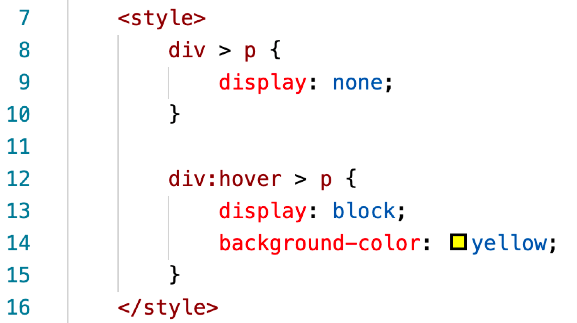 7 <style>
8 div > p {
9 display: none;
10 }
11
12 div:hover > p {
13 display: block;
14 background-color: yellow;
15 }
16 </style>